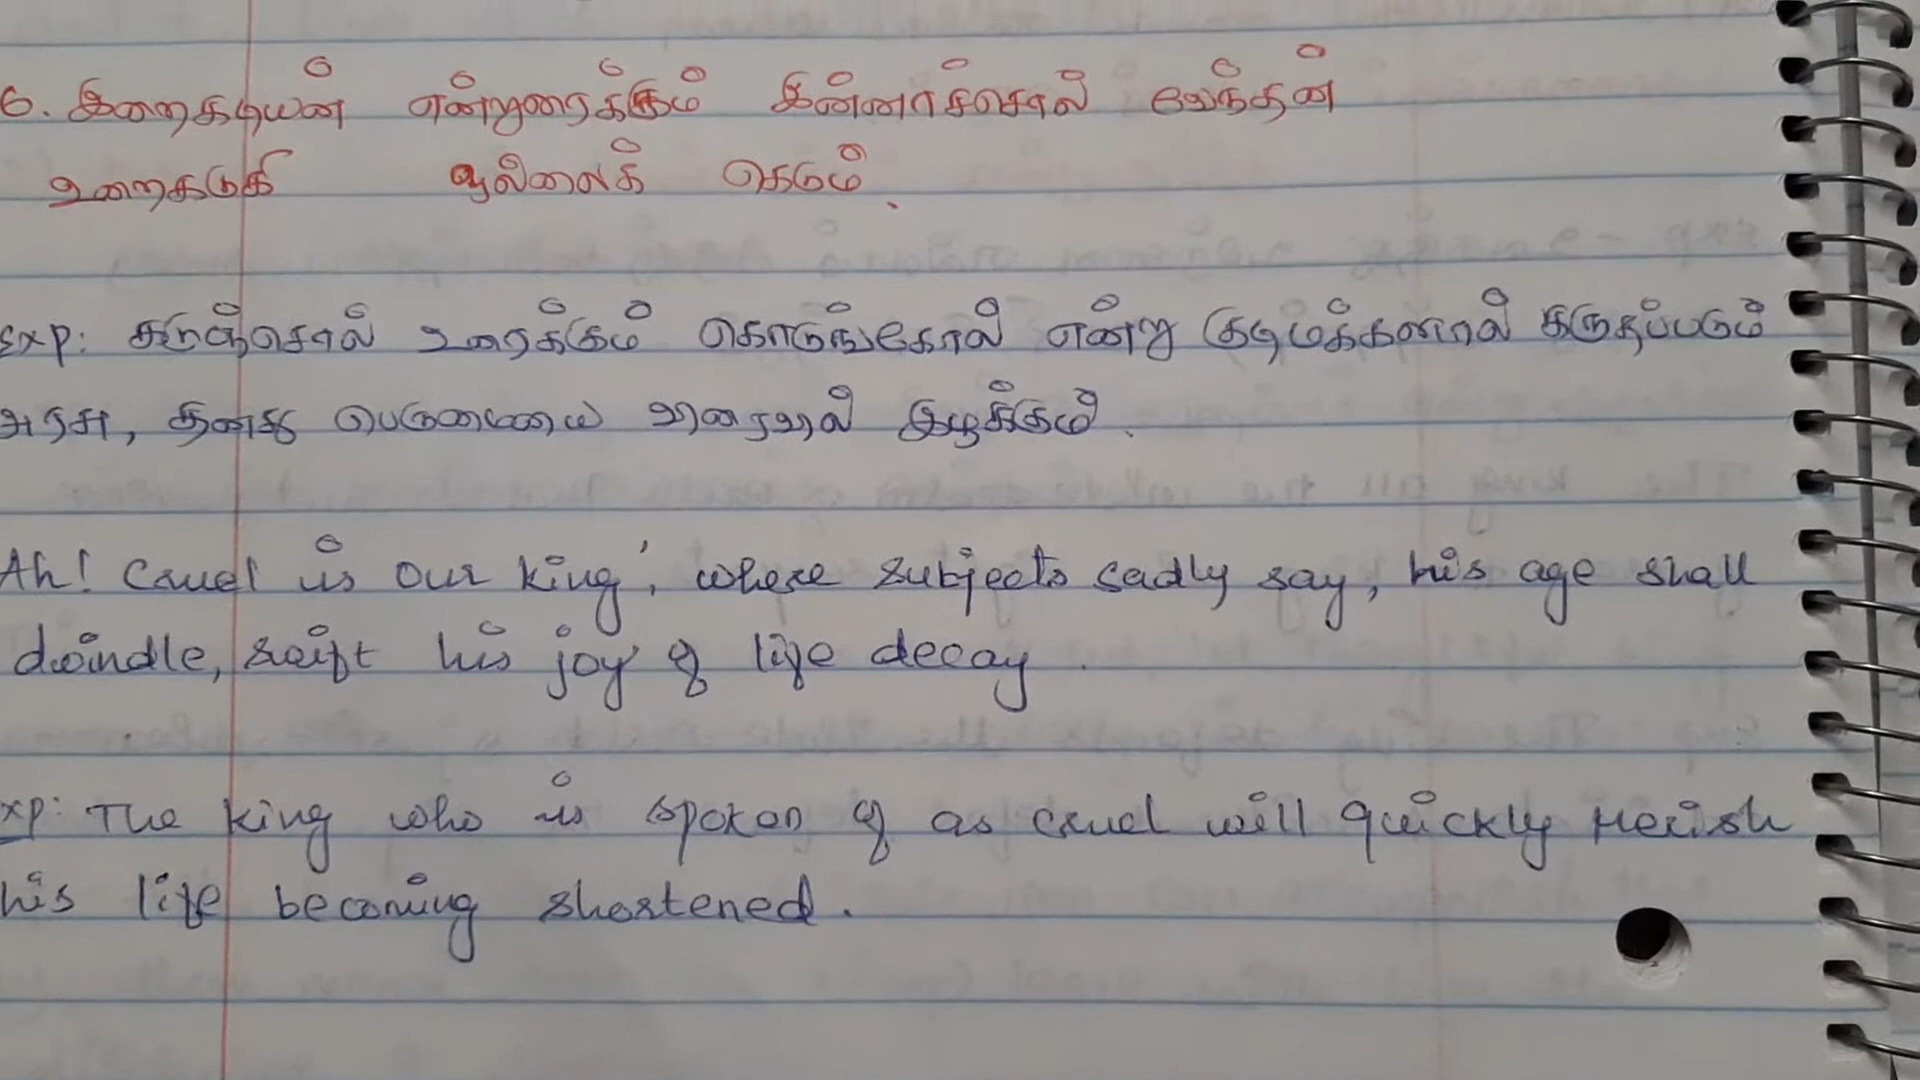 6. இறைகடியன் என்றுரைக்கும் இன்னாச்சொல் வேந்தன்
உறைகடுகி ஒல்லைக் கெடும்.
Exp: கடுஞ்சொல் உரைக்கும் கொடுங்கோல் என்று குடிமக்களால் கருதப்படும்
அரசு, தனது பெருமையை விரைவில் இழக்கும்.
Ah! Cruel is our king', where subjects sadly say, his age shall
dwindle, swift his joy of life decay.
xp: The king who is spoken of as cruel will quickly perish
his life becoming shortened.